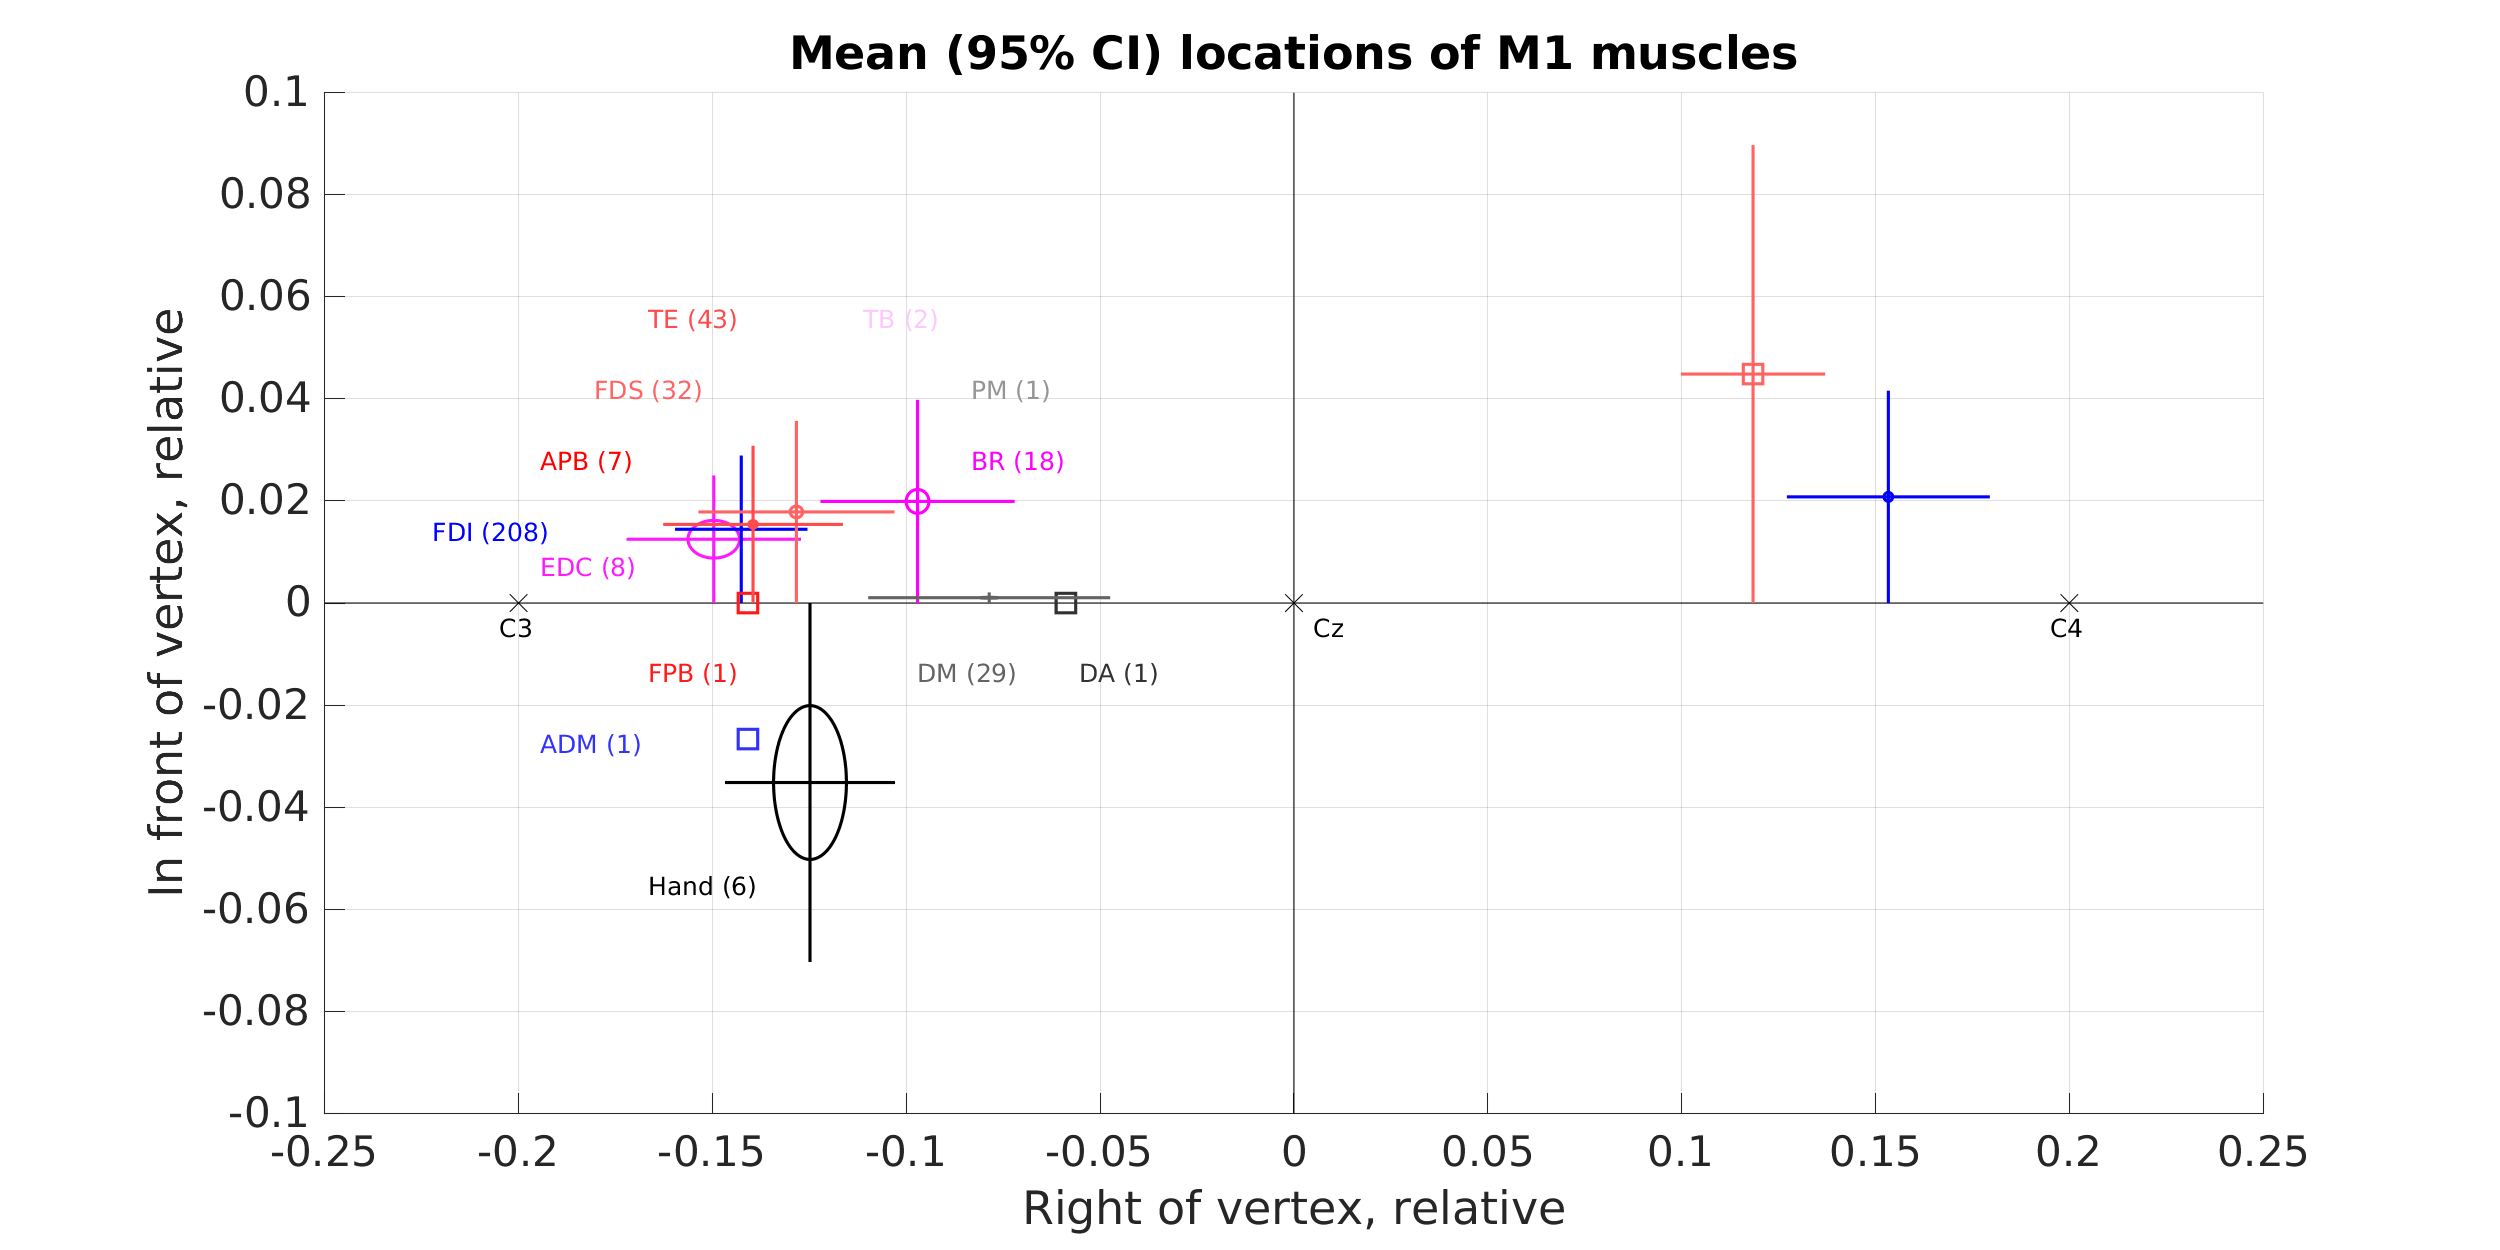 Mean (95% CI) locations of M1 muscles
0.1
0.08
0.06
0.04
0.02
0
-0.02
-0.04
-0.06
-0.08
-0.1
In front of vertex, relative
TE (43)
TB (2)
FDS (32)
PM (1)
APB (7)
BR (18)
FDI (208)
EDC (8)
C3
Cz
C4
FPB (1)
DM (29)
DA (1)
ADM (1)
Hand (6)
-0.25
-0.2
-0.15
-0.1
-0.05
0
0.05
0.1
0.15
0.2
0.25
Right of vertex, relative